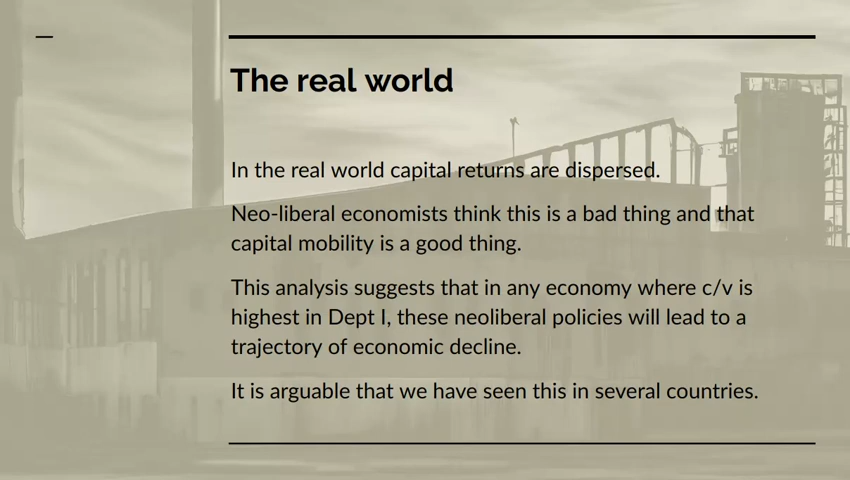 The real world
In the real world capital returns are dispersed.
Neo-liberal economists think this is a bad thing and that
capital mobility is a good thing.
This analysis suggests that in any economy where c/v is
highest in Dept I, these neoliberal policies will lead to a
trajectory of economic decline.
It is arguable that we have seen this in several countries.